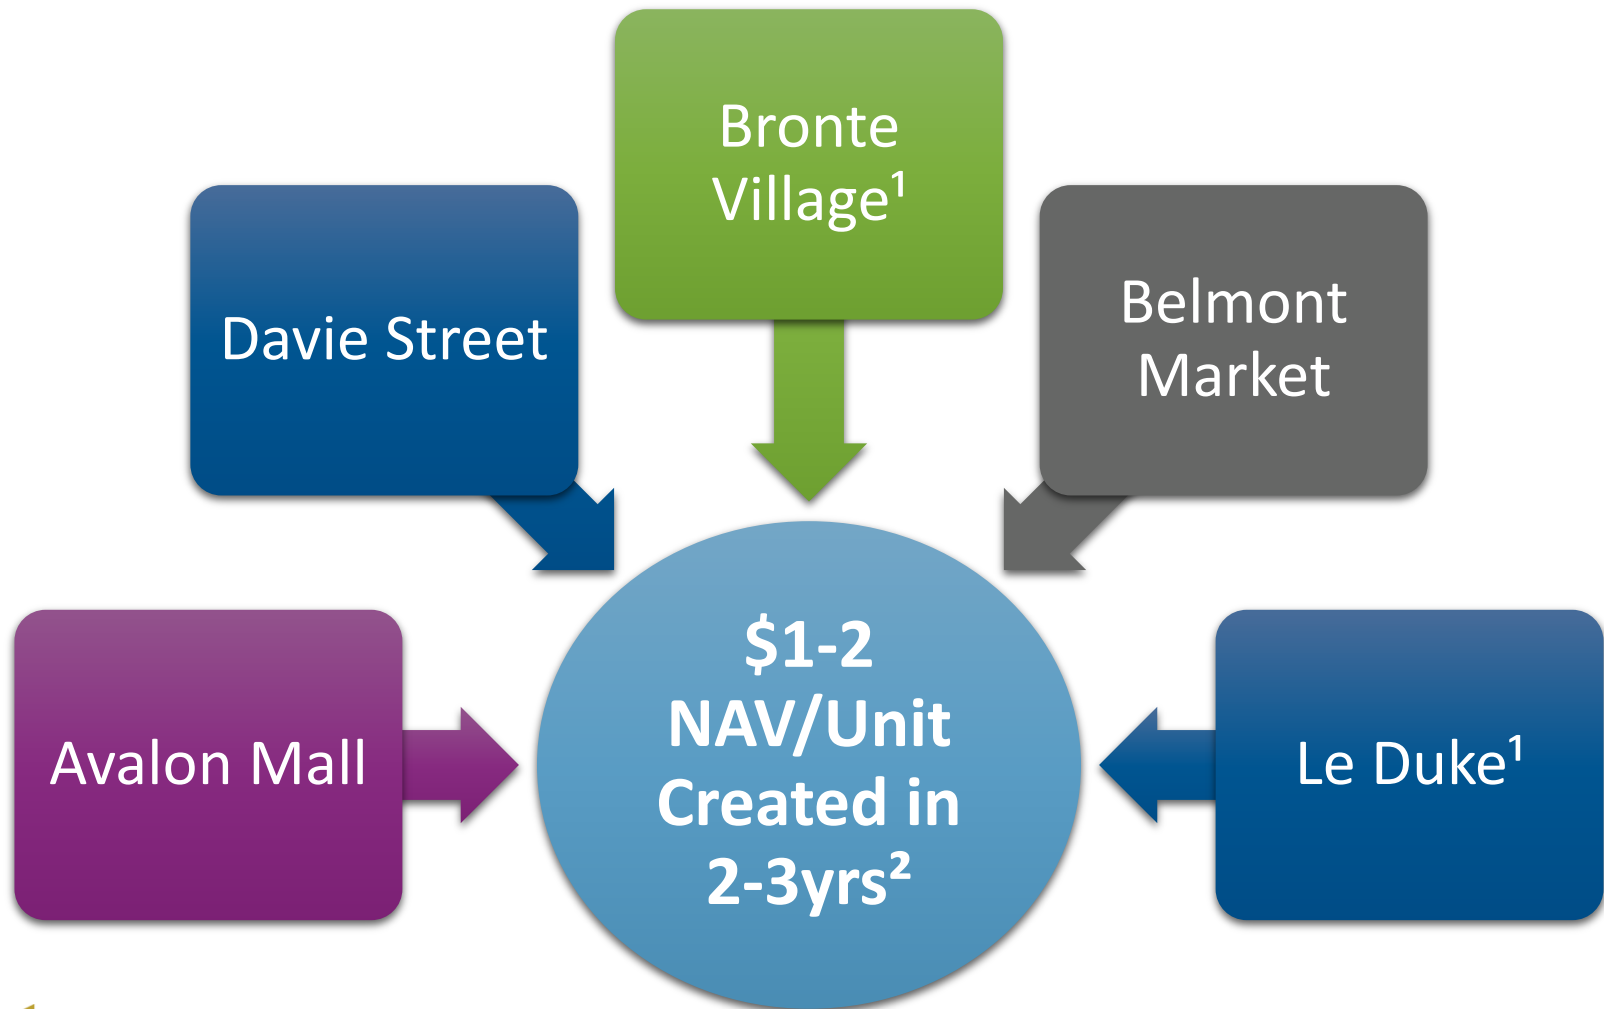 Bronte
Village¹
Davie Street
Belmont
Market
Avalon Mall
$1-2
NAV/Unit
Created in
2-3yrs²
Le Duke¹